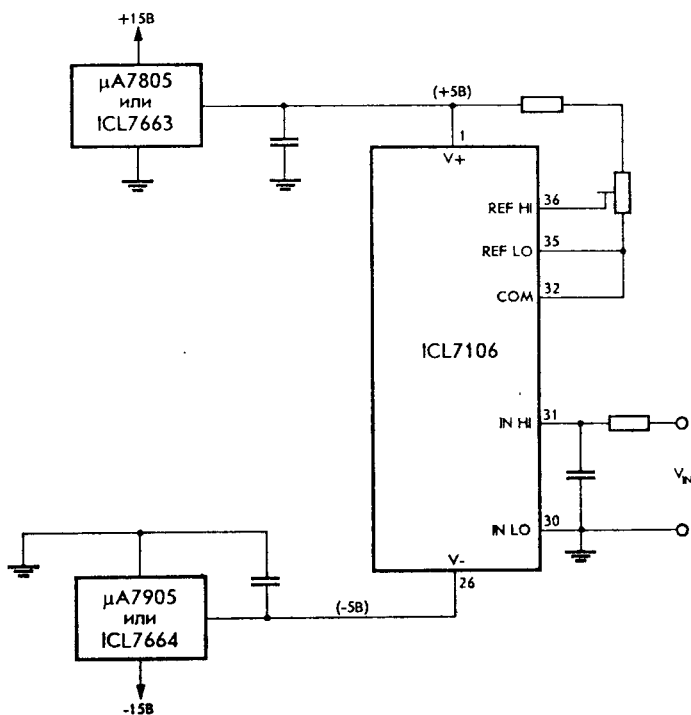 +15В
μA7805
или
ICL7663
(+5В)
1
V+
REF HI
36
REF LO
35
COM
32
ICL7106
IN HI
31
V_IN
IN LO
30
V-
26
μA7905
или
ICL7664
(-5В)
-15В